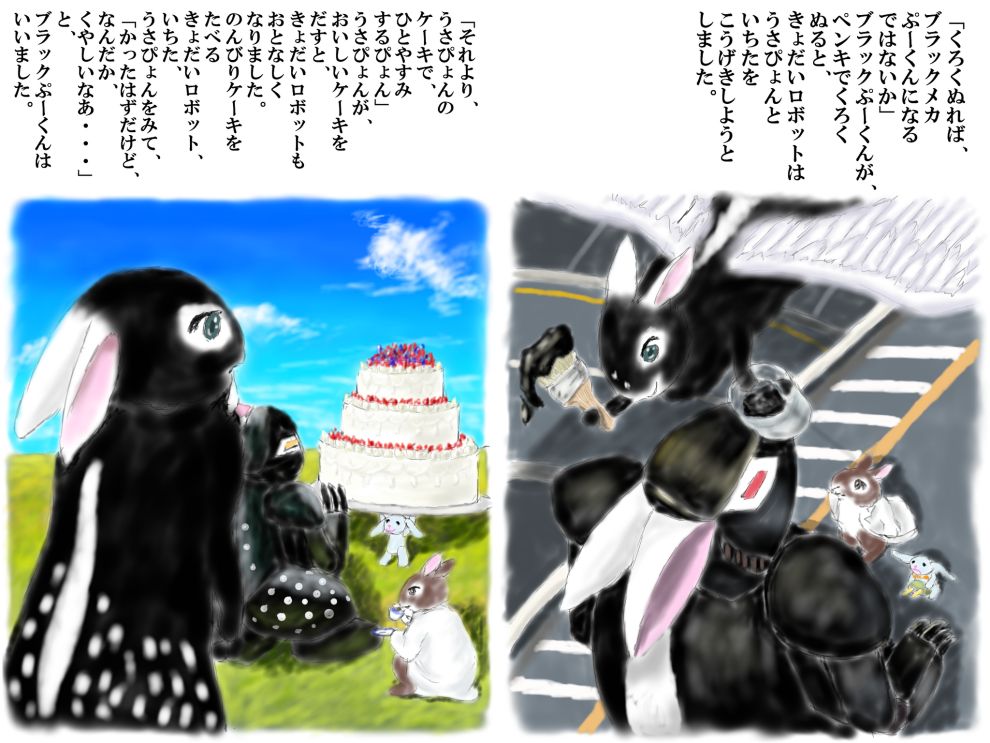 「くろくぬれば、
ブラックメカ
ぷーくんになる
ではないか」
ブラックぷーくんが、
ペンキでくろく
ぬると、
きょだいロボットは
うさぴょんと
いちたを
こうげきしようと
しました。
「それより、
うさぴょんの
ケーキで、
ひとやすみ
するぴょん」
うさぴょんが、
おいしいケーキを
だすと、
きょだいロボットも
おとなしく
なりました。
のんびりケーキを
たべる
きょだいロボット、
いちた、
うさぴょんをみて、
「かったはずだけど、
なんだか、
くやしいなあ・・・」
と、
ブラックぷーくんは
いいました。